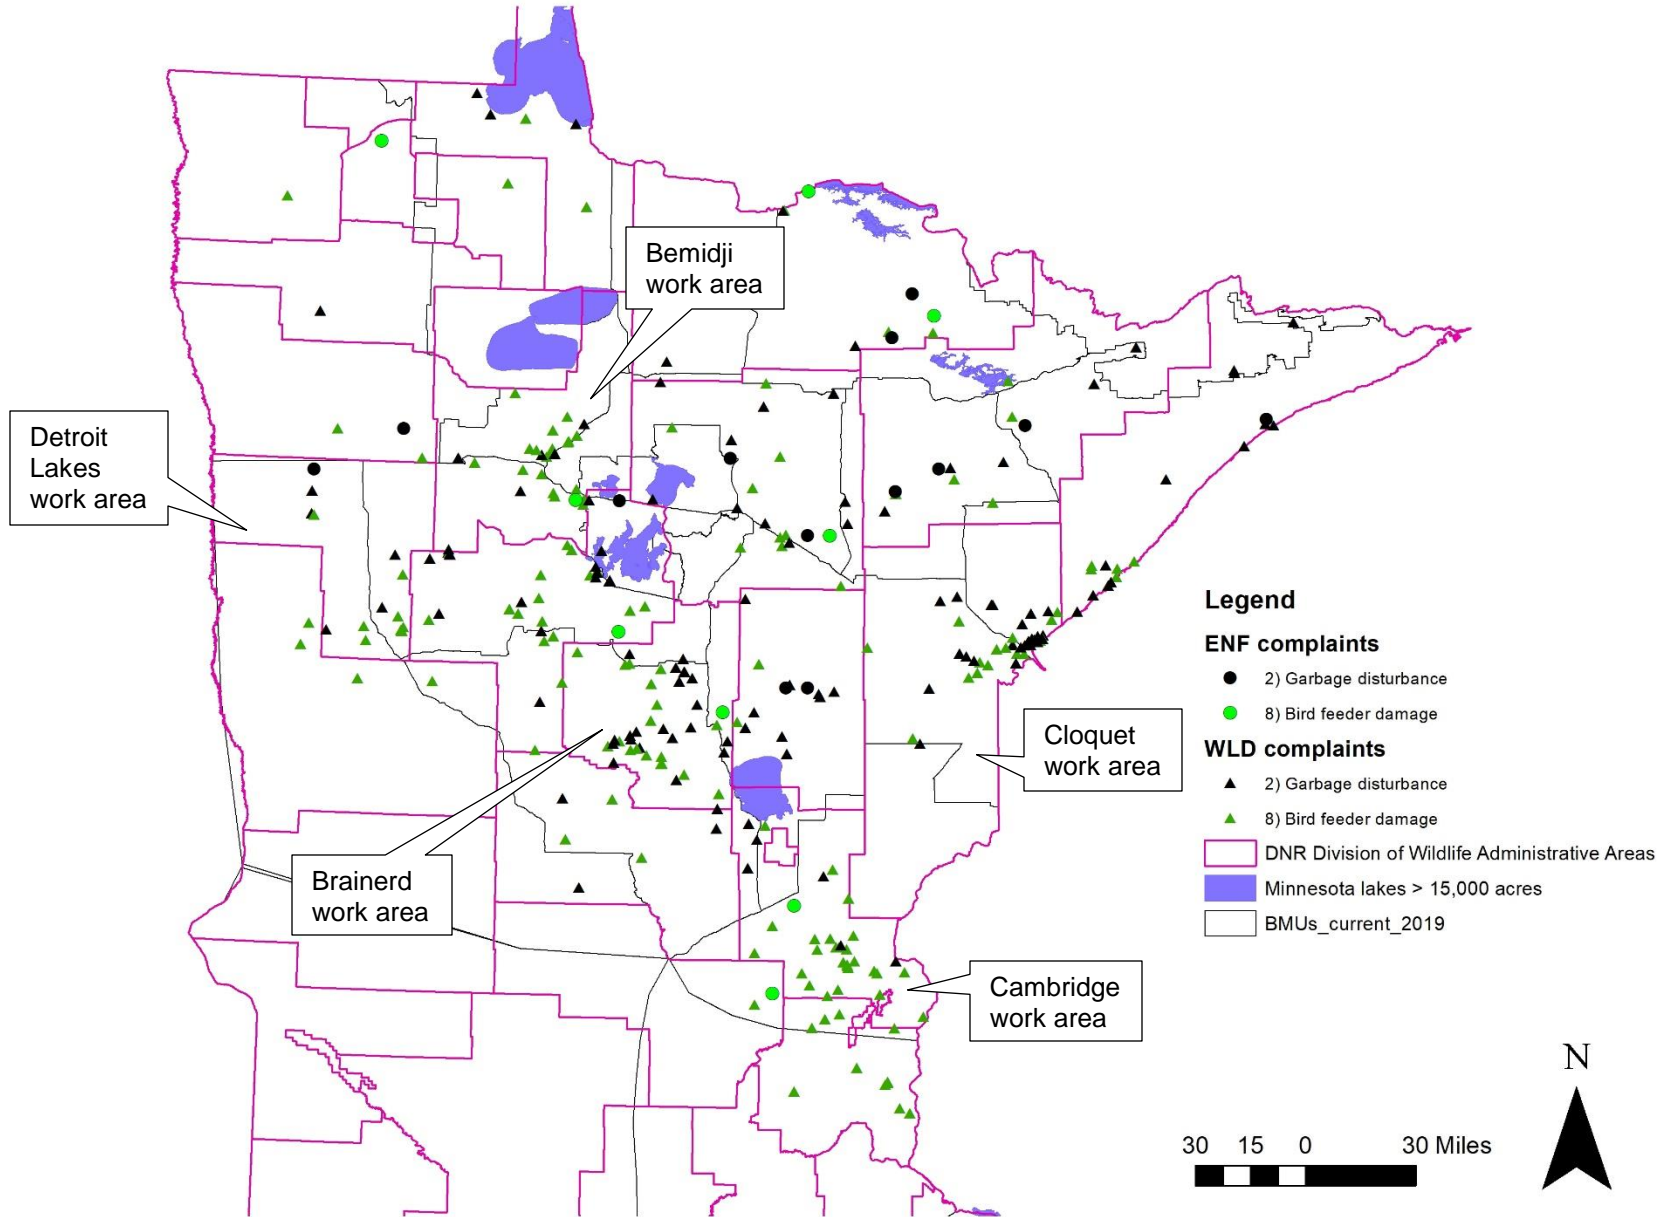 Bemidji
work area
Detroit
Lakes
work area
Legend
ENF complaints
2) Garbage disturbance
8) Bird feeder damage
WLD complaints
2) Garbage disturbance
8) Bird feeder damage
DNR Division of Wildlife Administrative Areas
Minnesota lakes > 15,000 acres
BMUs_current_2019
Cloquet
work area
Brainerd
work area
Cambridge
work area
N
30 15 0 30 Miles